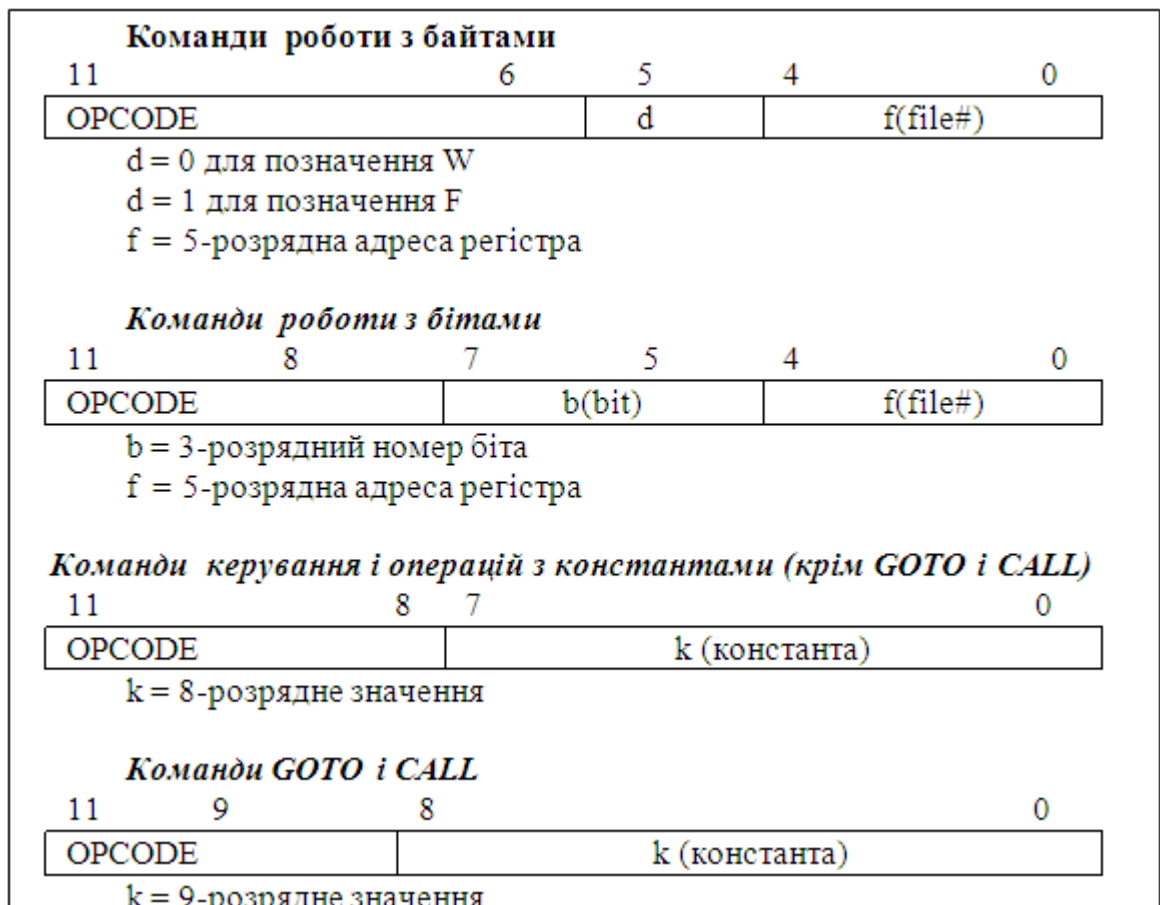 Команди роботи з байтами
11 6 5 4 0
OPCODE d f(file#)
d = 0 для позначення W
d = 1 для позначення F
f = 5-розрядна адреса регістра
Команди роботи з бітами
11 8 7 5 4 0
OPCODE b(bit) f(file#)
b = 3-розрядний номер біта
f = 5-розрядна адреса регістра
Команди керування і операцій з константами (крім GOTO і CALL)
11 8 7 0
OPCODE k (константа)
k = 8-розрядне значення
Команди GOTO і CALL
11 9 8 0
OPCODE k (константа)
k = 9-розрядне значення